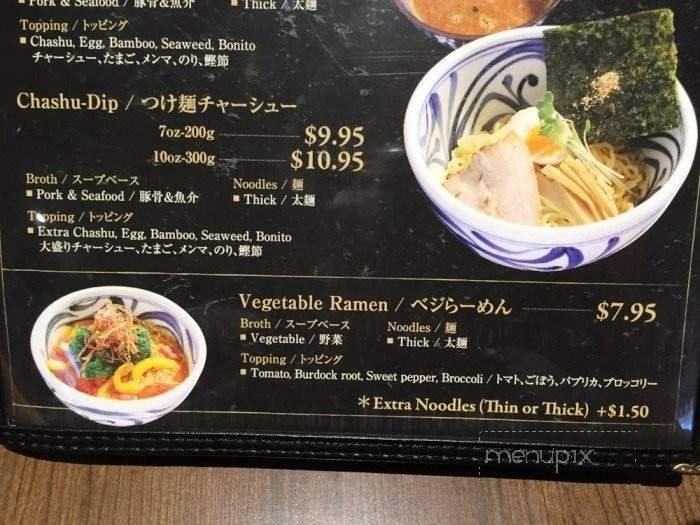 Pork & Seafood / 豚骨&魚介
Thick / 太麺
Topping / トッピング
Chashu, Egg, Bamboo, Seaweed, Bonito
チャーシュー、たまご、メンマ、のり、鰹節
Chashu-Dip / つけ麺チャーシュー
7oz-200g $9.95
10oz-300g $10.95
Broth / スープベース
Pork & Seafood / 豚骨&魚介
Noodles / 麺
Thick / 太麺
Topping / トッピング
Extra Chashu, Egg, Bamboo, Seaweed, Bonito
大盛りチャーシュー、たまご、メンマ、のり、鰹節
Vegetable Ramen / ベジらーめん $7.95
Broth / スープベース
Vegetable / 野菜
Noodles / 麺
Thick / 太麺
Topping / トッピング
Tomato, Burdock root, Sweet pepper, Broccoli / トマト、ごぼう、パプリカ、ブロッコリー
*Extra Noodles (Thin or Thick) +$1.50
menupix